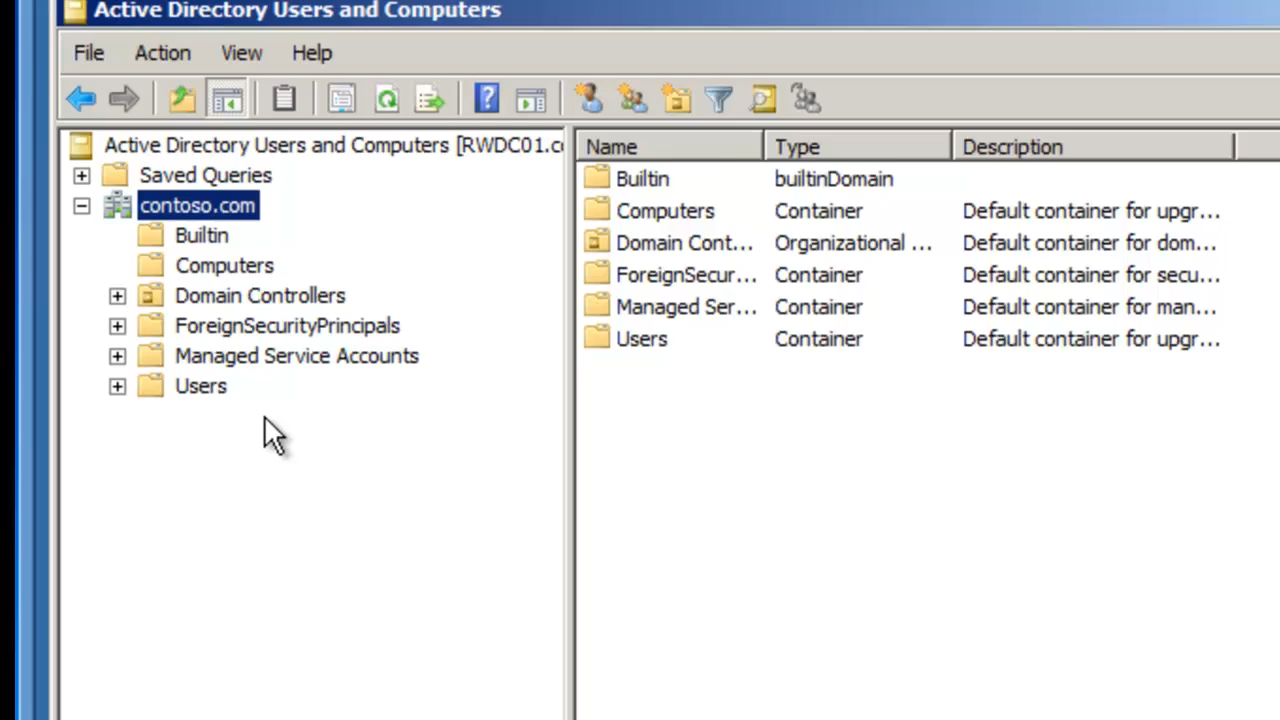 Active Directory Users and Computers
File Action View Help
Active Directory Users and Computers [RWDC01.co
Saved Queries
contoso.com
Builtin
Computers
Domain Controllers
ForeignSecurityPrincipals
Managed Service Accounts
Users
Name Type Description
Builtin builtinDomain
Computers Container Default container for upgr...
Domain Cont... Organizational ... Default container for dom...
ForeignSecur... Container Default container for secu...
Managed Ser... Container Default container for man...
Users Container Default container for upgr...